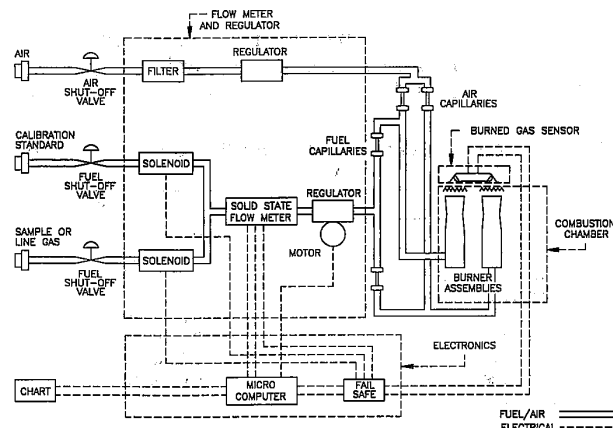 FLOW METER
AND REGULATOR
AIR
AIR
SHUT-OFF
VALVE
FILTER
REGULATOR
AIR
CAPILLARIES
BURNED GAS SENSOR
CALIBRATION
STANDARD
FUEL
SHUT-OFF
VALVE
SOLENOID
FUEL
CAPILLARIES
SOLID STATE
FLOW METER
REGULATOR
MOTOR
COMBUSTION
CHAMBER
BURNER
ASSEMBLIES
SAMPLE OR
LINE GAS
FUEL
SHUT-OFF
VALVE
SOLENOID
ELECTRONICS
CHART
MICRO
COMPUTER
FAIL
SAFE
FUEL/AIR
ELECTRICAL